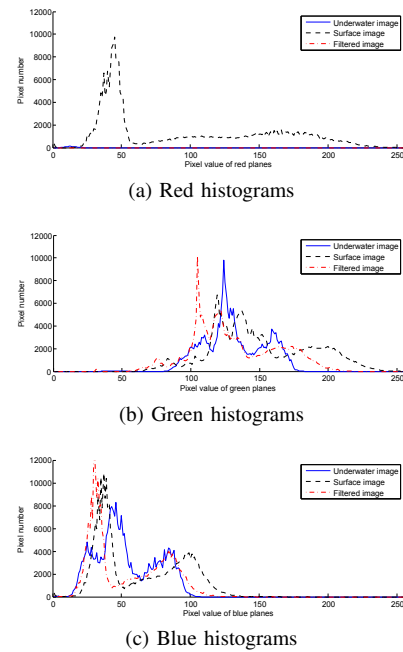 12000
10000
8000
6000
4000
2000
0
Pixel number
Underwater image
Surface image
Filtered image
0 50 100 150 200 250
Pixel value of red planes
(a) Red histograms
12000
10000
8000
6000
4000
2000
0
Pixel number
Underwater image
Surface image
Filtered image
0 50 100 150 200 250
Pixel value of green planes
(b) Green histograms
12000
10000
8000
6000
4000
2000
0
Pixel number
Underwater image
Surface image
Filtered image
0 50 100 150 200 250
Pixel value of blue planes
(c) Blue histograms